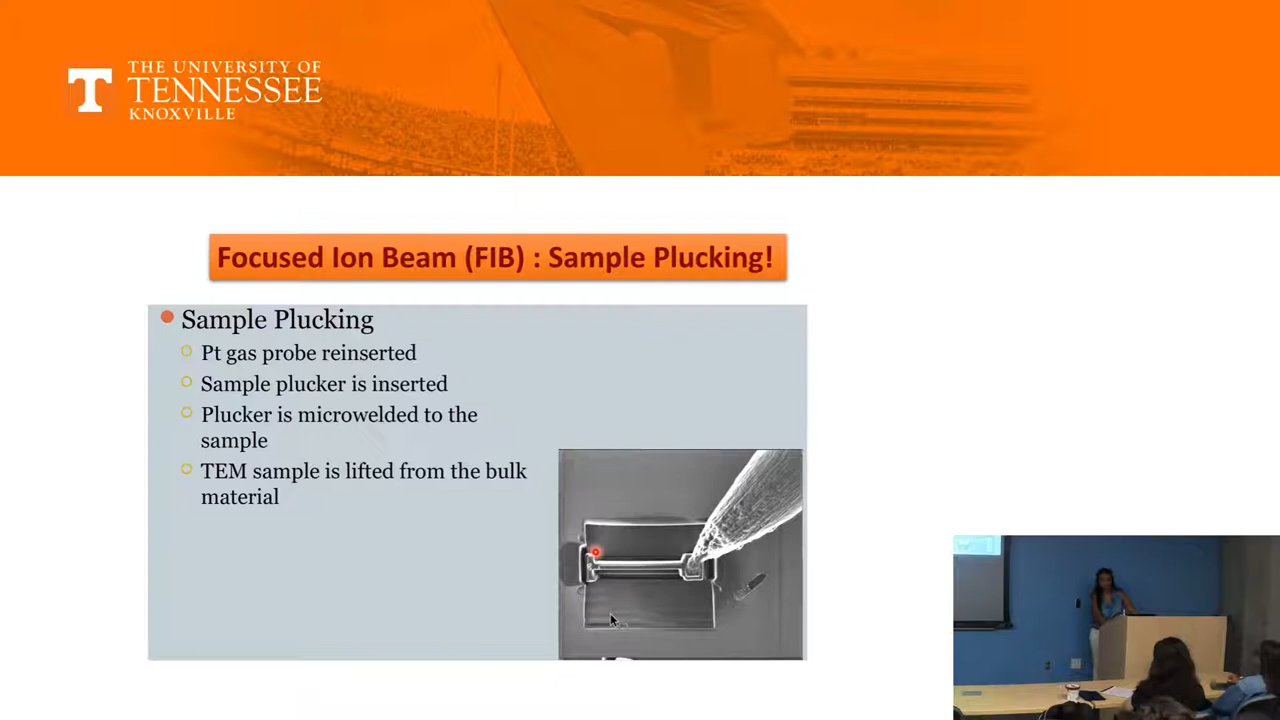 THE UNIVERSITY OF
TENNESSEE
KNOXVILLE
Focused Ion Beam (FIB) : Sample Plucking!
Sample Plucking
Pt gas probe reinserted
Sample plucker is inserted
Plucker is microwelded to the
sample
TEM sample is lifted from the bulk
material